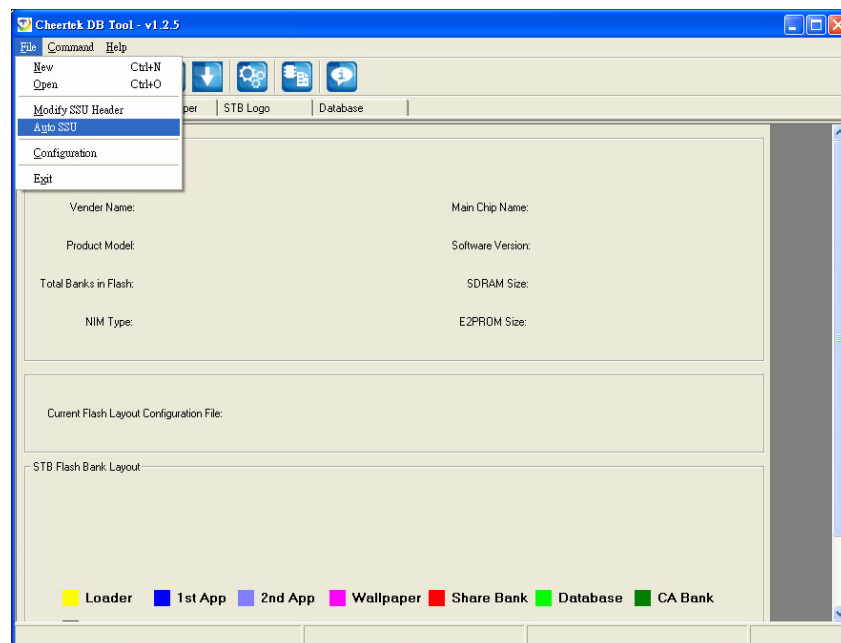 Cheertek DB Tool - v1.2.5
File Command Help
New Ctrl+N
Open Ctrl+O
Modify SSU Header
Auto SSU
Configuration
Exit
per STB Logo Database
Vender Name: Main Chip Name:
Product Model: Software Version:
Total Banks in Flash: SDRAM Size:
NIM Type: E2PROM Size:
Current Flash Layout Configuration File:
STB Flash Bank Layout
Loader 1st App 2nd App Wallpaper Share Bank Database CA Bank